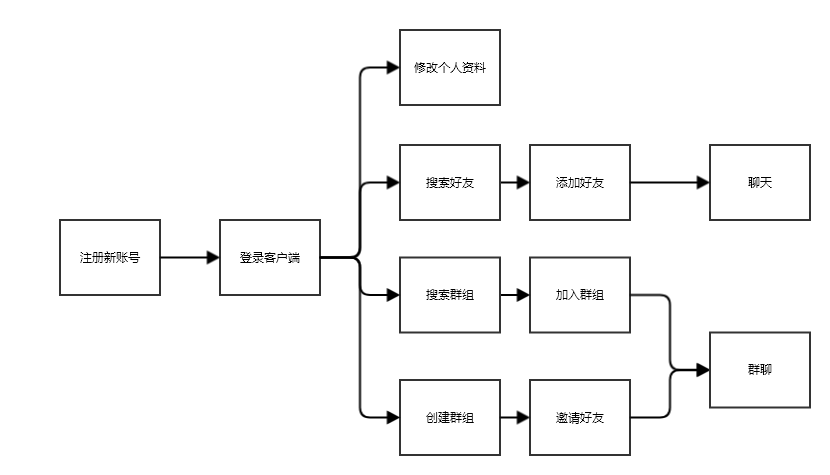 修改个人资料
搜索好友
添加好友
聊天
注册新账号
登录客户端
搜索群组
加入群组
群聊
创建群组
邀请好友